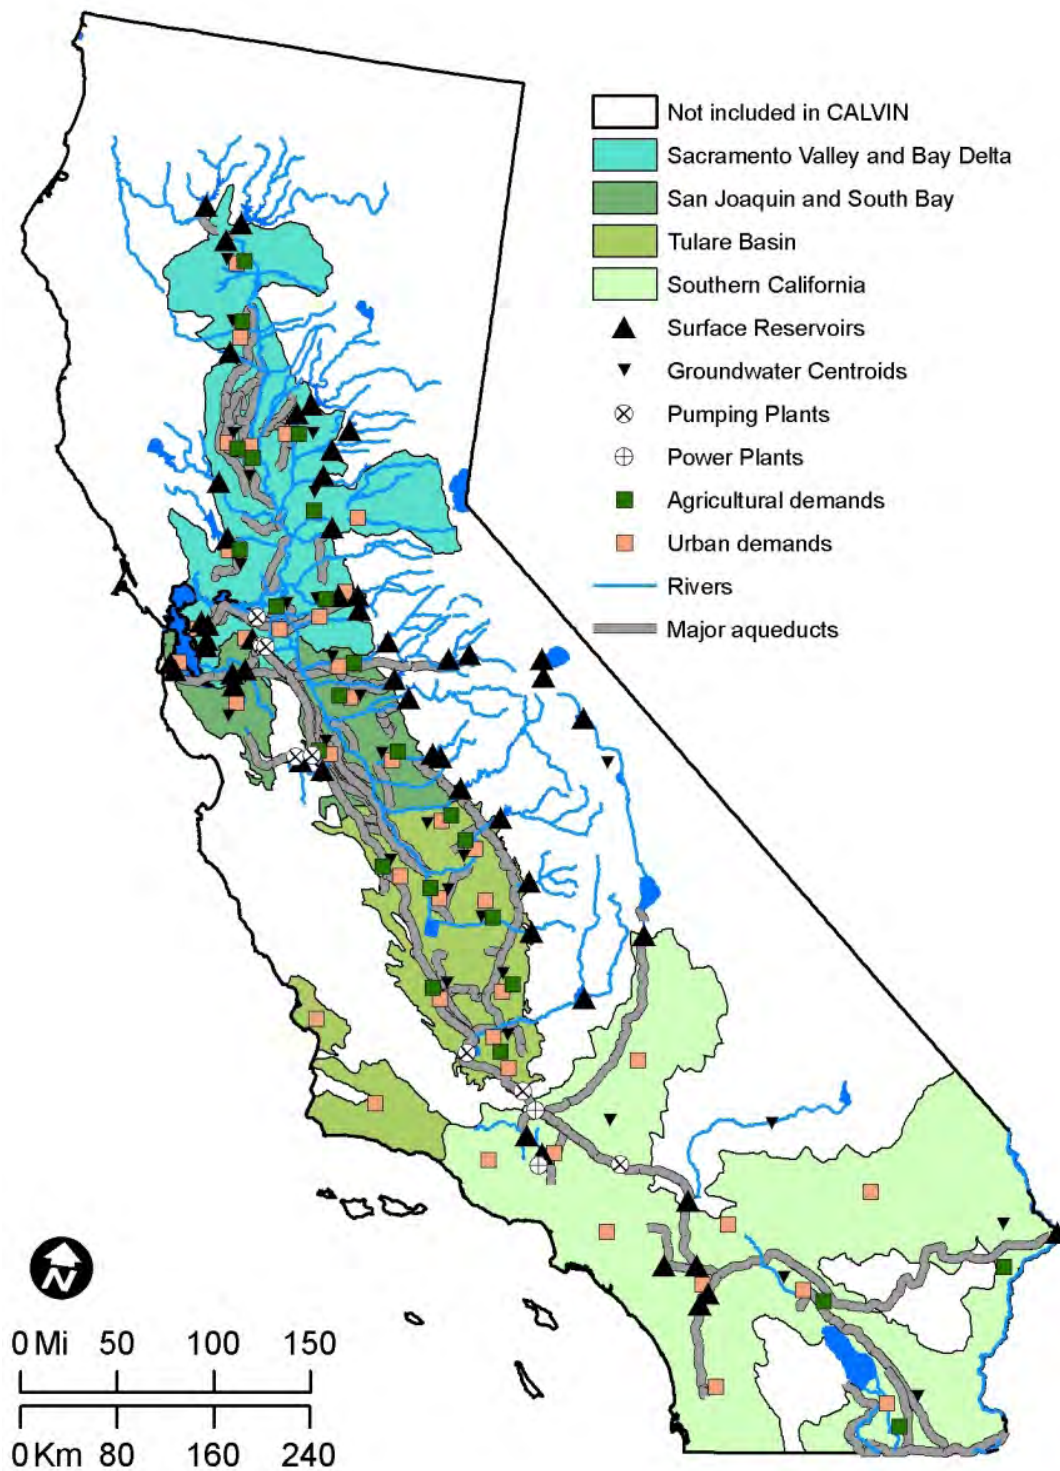 Not included in CALVIN
Sacramento Valley and Bay Delta
San Joaquin and South Bay
Tulare Basin
Southern California
Surface Reservoirs
Groundwater Centroids
Pumping Plants
Power Plants
Agricultural demands
Urban demands
Rivers
Major aqueducts
N
0 Mi 50 100 150
0 Km 80 160 240